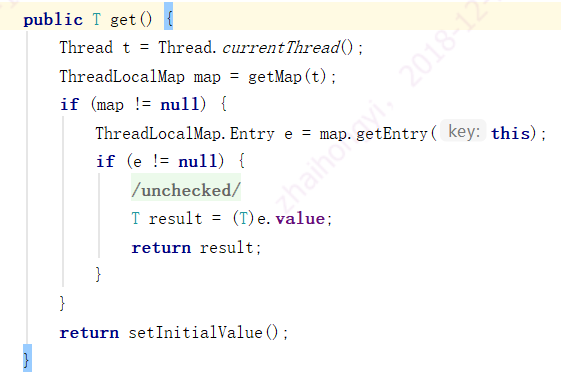 public T get() {
Thread t = Thread.currentThread();
ThreadLocalMap map = getMap(t);
if (map != null) {
ThreadLocalMap.Entry e = map.getEntry( key: this);
if (e != null) {
/unchecked/
T result = (T)e.value;
return result;
}
}
return setInitialValue();
}